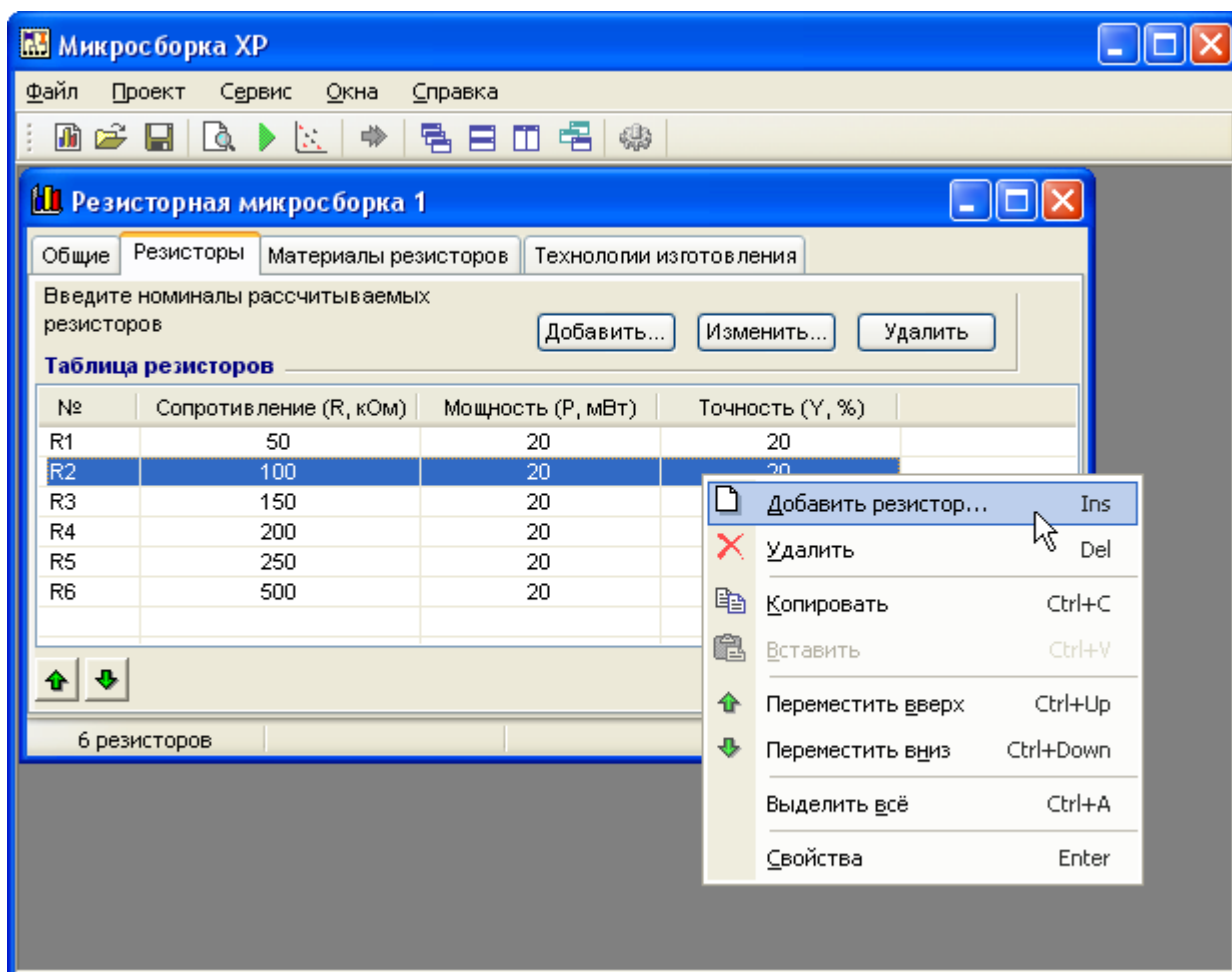 Микросборка XP
Файл Проект Сервис Окна Справка
Резисторная микросборка 1
Общие Резисторы Материалы резисторов Технологии изготовления
Введите номиналы рассчитываемых
резисторов
Добавить... Изменить... Удалить
Таблица резисторов
№ Сопротивление (R, кОм) Мощность (P, мВт) Точность (Y, %)
R1 50 20 20
R2 100 20 20
R3 150 20
R4 200 20
R5 250 20
R6 500 20
6 резисторов
Добавить резистор... Ins
Удалить Del
Копировать Ctrl+C
Вставить Ctrl+V
Переместить вверх Ctrl+Up
Переместить вниз Ctrl+Down
Выделить всё Ctrl+A
Свойства Enter